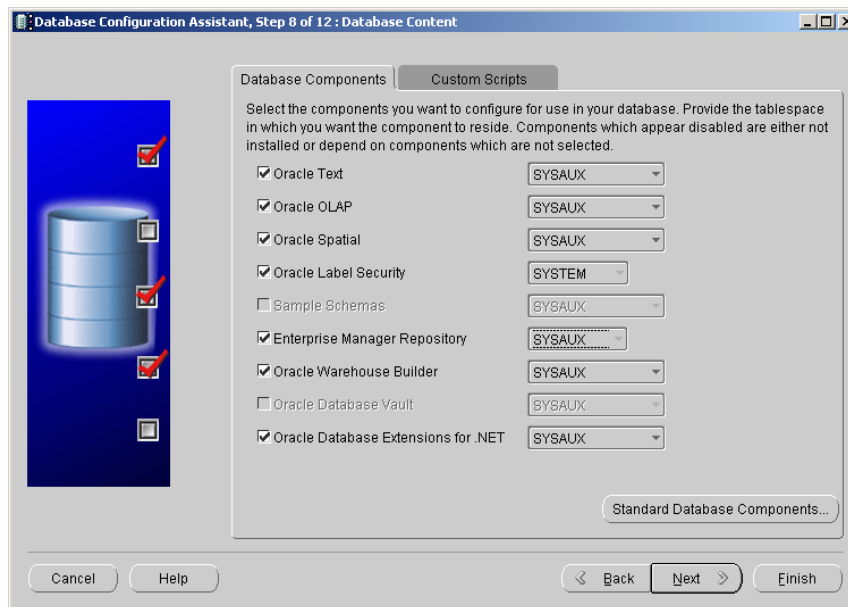 Database Configuration Assistant, Step 8 of 12 : Database Content
Database Components
Custom Scripts
Select the components you want to configure for use in your database. Provide the tablespace
in which you want the component to reside. Components which appear disabled are either not
installed or depend on components which are not selected.
Oracle Text SYSAUX
Oracle OLAP SYSAUX
Oracle Spatial SYSAUX
Oracle Label Security SYSTEM
Sample Schemas SYSAUX
Enterprise Manager Repository SYSAUX
Oracle Warehouse Builder SYSAUX
Oracle Database Vault SYSAUX
Oracle Database Extensions for .NET SYSAUX
Standard Database Components...
Cancel Help Back Next Finish